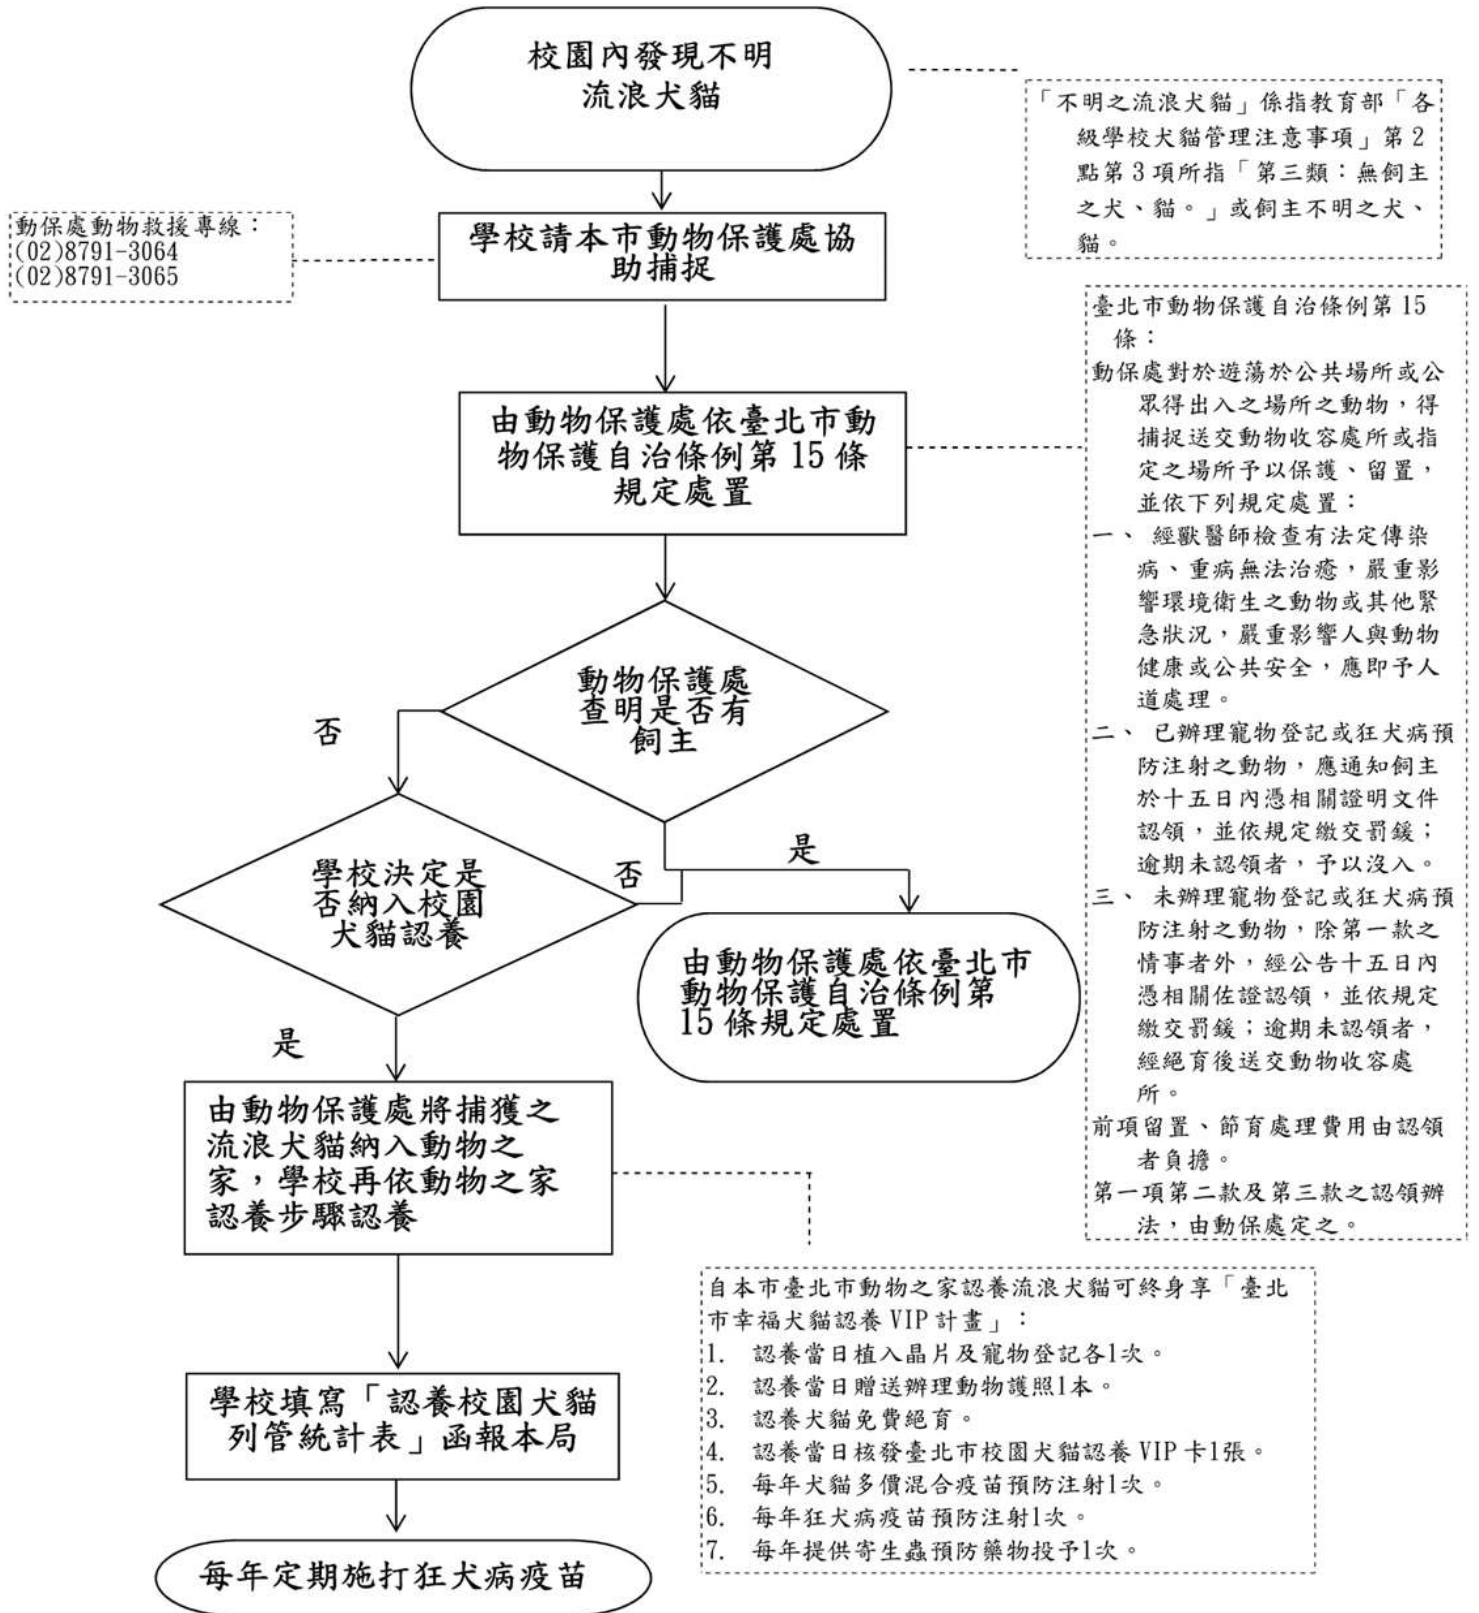 校園內發現不明
流浪犬貓
「不明之流浪犬貓」係指教育部「各
級學校犬貓管理注意事項」第 2
點第 3 項所指「第三類：無飼主
之犬、貓。」或飼主不明之犬、
貓。
動保處動物救援專線：
(02)8791-3064
(02)8791-3065
學校請本市動物保護處協
助捕捉
由動物保護處依臺北市動
物保護自治條例第 15 條
規定處置
臺北市動物保護自治條例第 15
條：
動保處對於遊蕩於公共場所或公
眾得出入之場所之動物，得
捕捉送交動物收容處所或指
定之場所予以保護、留置，
並依下列規定處置：
一、 經獸醫師檢查有法定傳染
病、重病無法治癒，嚴重影
響環境衛生之動物或其他緊
急狀況，嚴重影響人與動物
健康或公共安全，應即予人
道處理。
二、 已辦理寵物登記或狂犬病預
防注射之動物，應通知飼主
於十五日內憑相關證明文件
認領，並依規定繳交罰鍰；
逾期未認領者，予以沒入。
三、 未辦理寵物登記或狂犬病預
防注射之動物，除第一款之
情事者外，經公告十五日內
憑相關佐證認領，並依規定
繳交罰鍰；逾期未認領者，
經絕育後送交動物收容處
所。
前項留置、節育處理費用由認領
者負擔。
第一項第二款及第三款之認領辦
法，由動保處定之。
動物保護處
查明是否有
飼主
否
是
學校決定是
否納入校園
犬貓認養
否
是
由動物保護處依臺北市
動物保護自治條例第
15 條規定處置
由動物保護處將捕獲之
流浪犬貓納入動物之
家，學校再依動物之家
認養步驟認養
自本市臺北市動物之家認養流浪犬貓可終身享「臺北
市幸福犬貓認養 VIP 計畫」：
1. 認養當日植入晶片及寵物登記各1次。
2. 認養當日贈送辦理動物護照1本。
3. 認養犬貓免費絕育。
4. 認養當日核發臺北市校園犬貓認養 VIP 卡1張。
5. 每年犬貓多價混合疫苗預防注射1次。
6. 每年狂犬病疫苗預防注射1次。
7. 每年提供寄生蟲預防藥物投予1次。
學校填寫「認養校園犬貓
列管統計表」函報本局
每年定期施打狂犬病疫苗